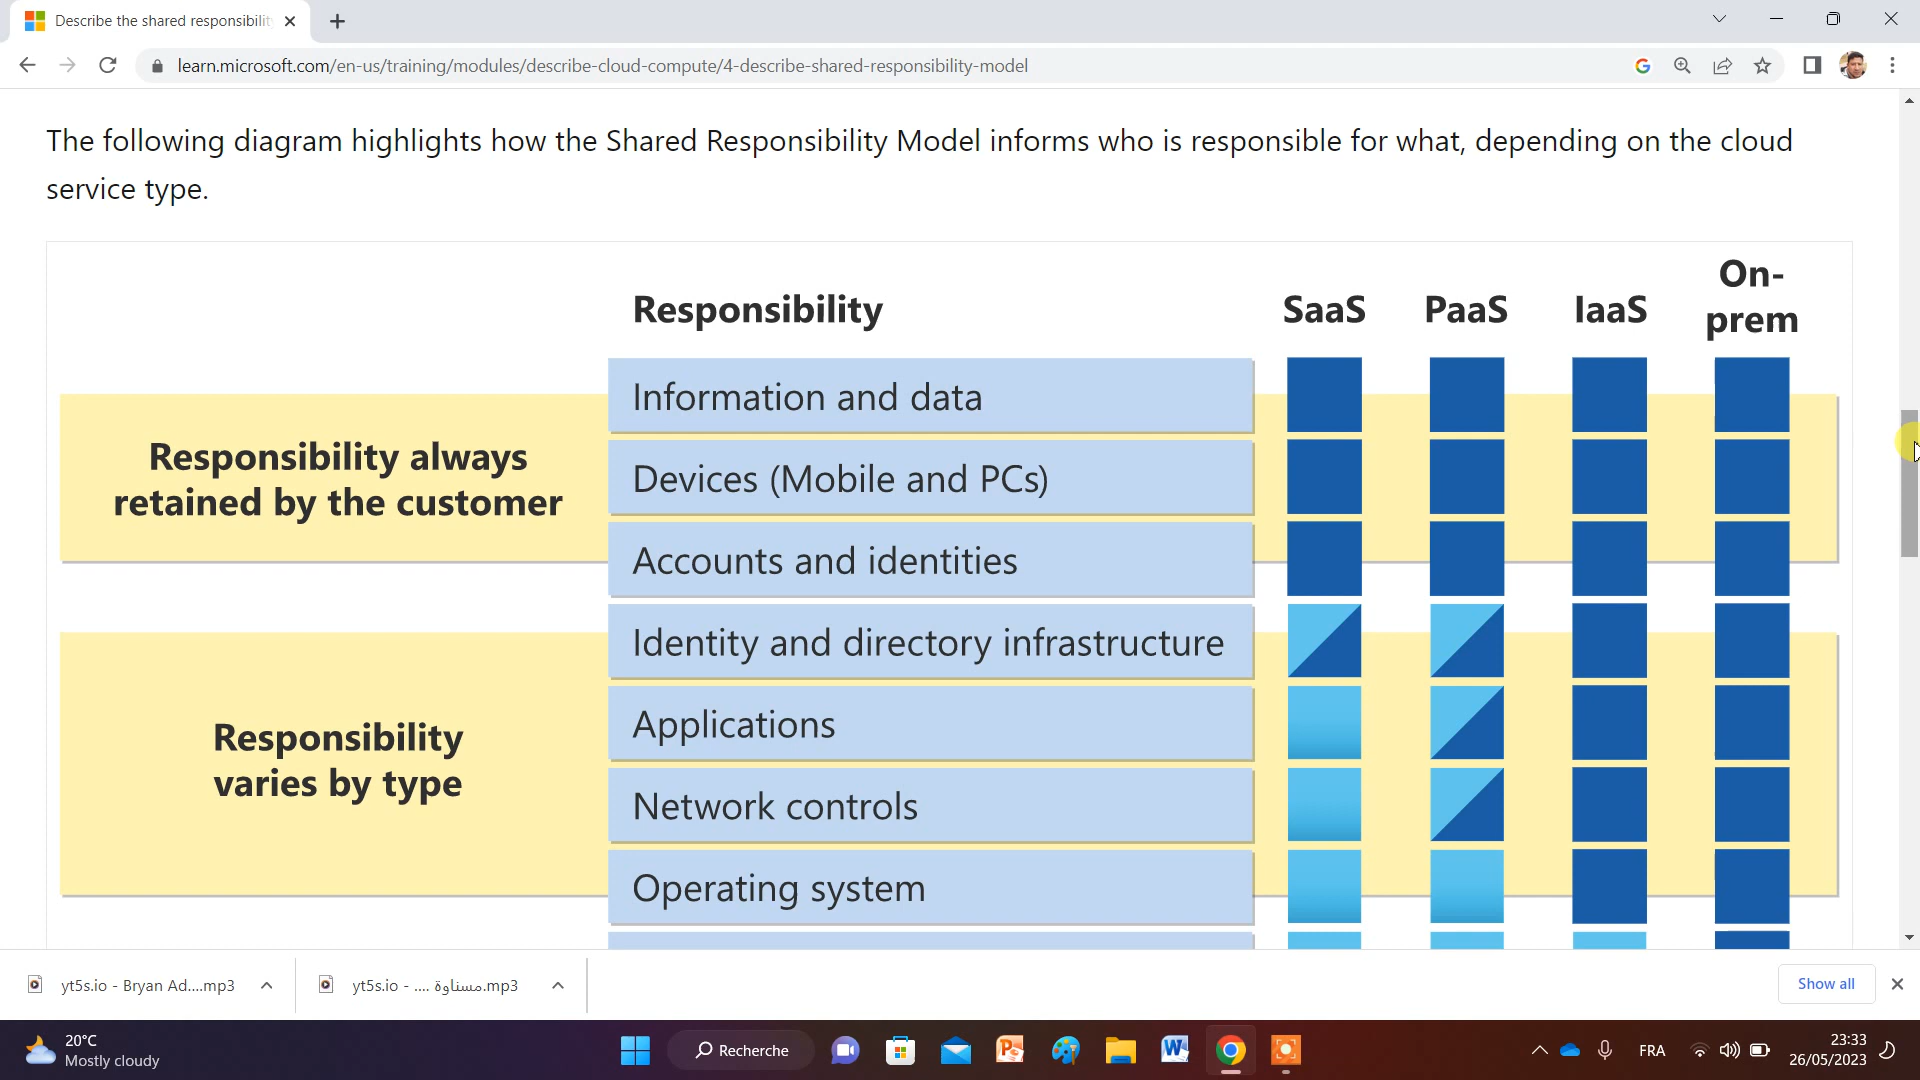 Describe the shared responsibilit
learn.microsoft.com/en-us/training/modules/describe-cloud-compute/4-describe-shared-responsibility-model
The following diagram highlights how the Shared Responsibility Model informs who is responsible for what, depending on the cloud
service type.
Responsibility SaaS PaaS IaaS On-
prem
Responsibility always
retained by the customer
Information and data
Devices (Mobile and PCs)
Accounts and identities
Responsibility
varies by type
Identity and directory infrastructure
Applications
Network controls
Operating system
yt5s.io - Bryan Ad....mp3
yt5s.io - .... مسناوة.mp3
Show all
20°C
Mostly cloudy
Recherche
FRA
23:33
26/05/2023